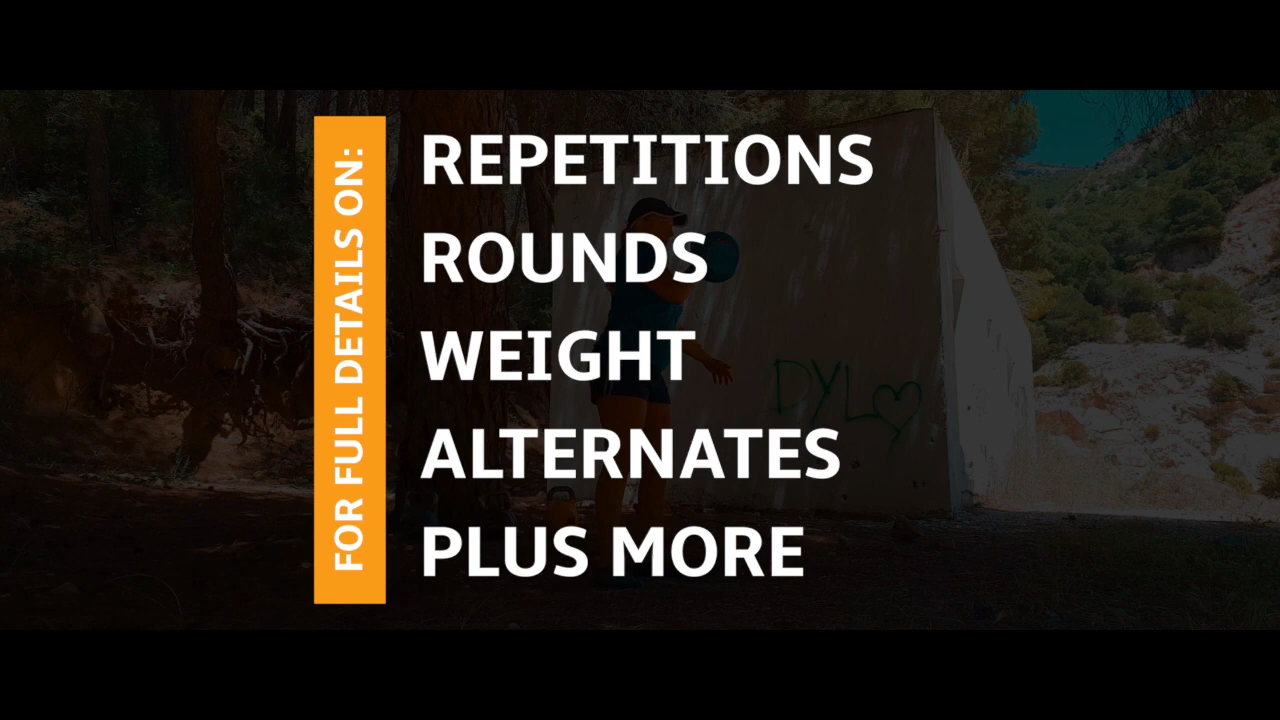 FOR FULL DETAILS ON:
REPETITIONS
ROUNDS
WEIGHT
ALTERNATES
PLUS MORE
DYL